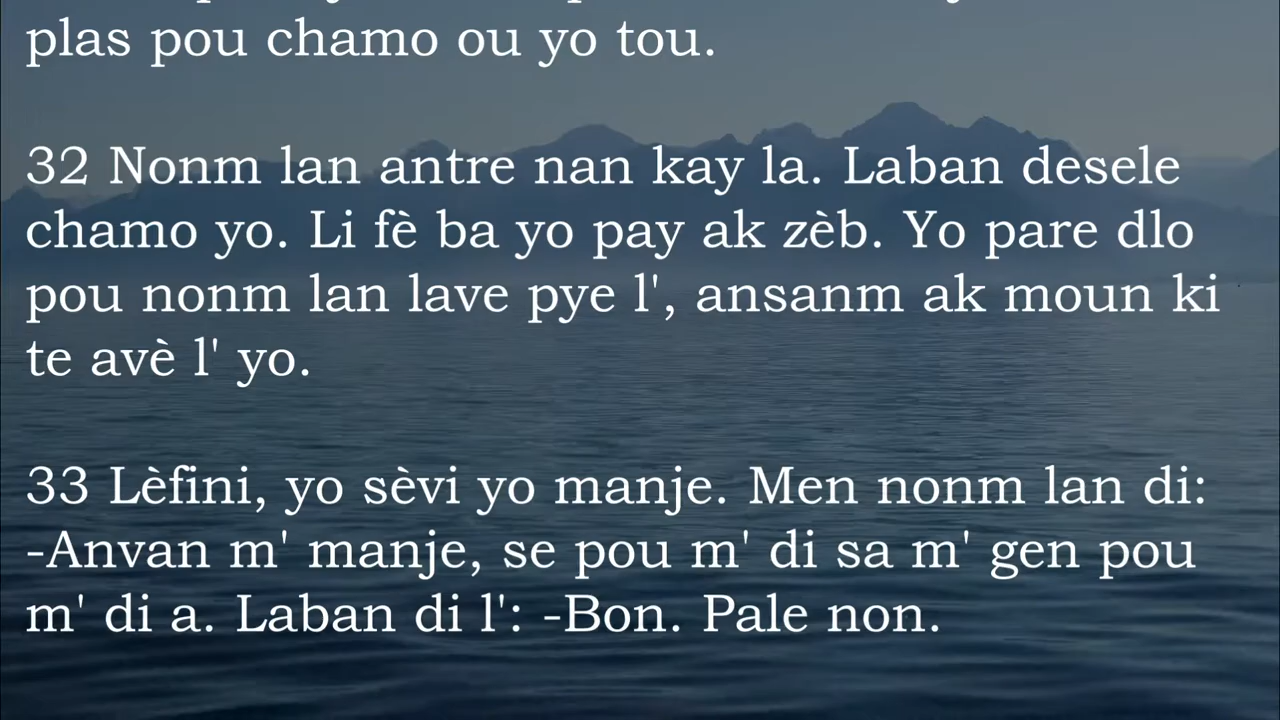 plas pou chamo ou yo tou.
32 Nonm lan antre nan kay la. Laban desele
chamo yo. Li fè ba yo pay ak zèb. Yo pare dlo
pou nonm lan lave pye l', ansanm ak moun ki
te avè l' yo.
33 Lèfini, yo sèvi yo manje. Men nonm lan di:
-Anvan m' manje, se pou m' di sa m' gen pou
m' di a. Laban di l': -Bon. Pale non.